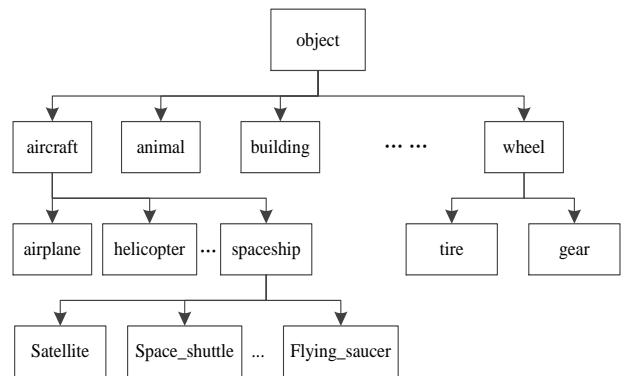 object
aircraft animal building ... ... wheel
airplane helicopter ... spaceship tire gear
Satellite Space_shuttle ... Flying_saucer